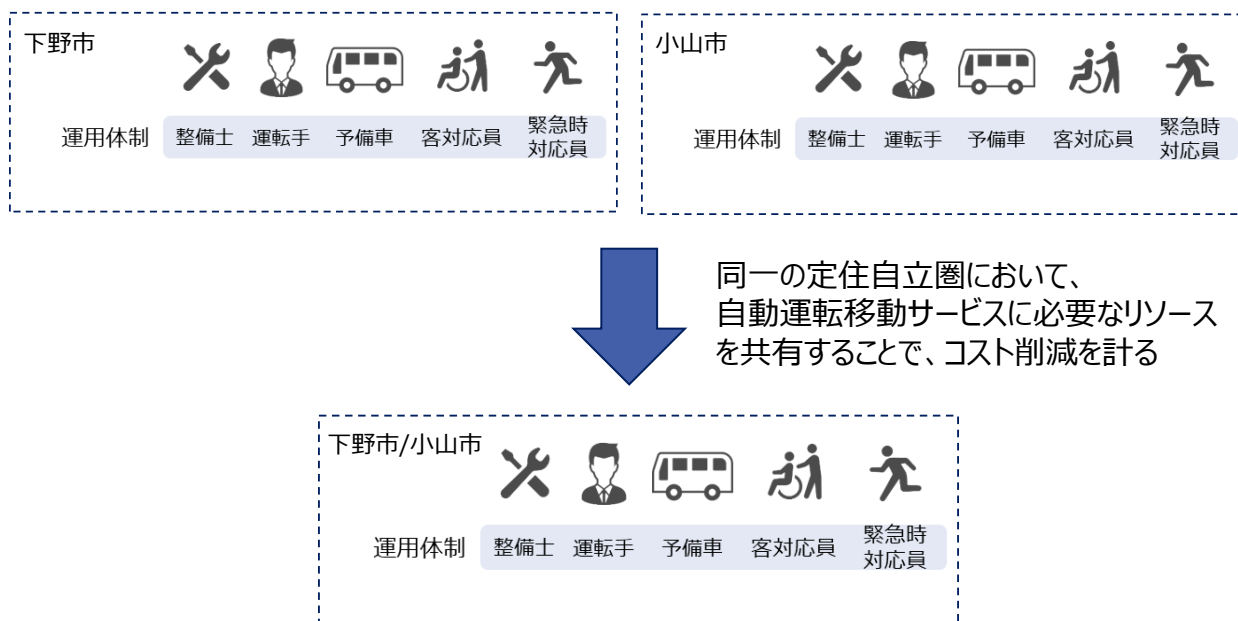 下野市
運用体制 整備士 運転手 予備車 客対応員 緊急時
対応員
小山市
運用体制 整備士 運転手 予備車 客対応員 緊急時
対応員
同一の定住自立圏において、
自動運転移動サービスに必要なリソース
を共有することで、コスト削減を計る
下野市/小山市
運用体制 整備士 運転手 予備車 客対応員 緊急時
対応員